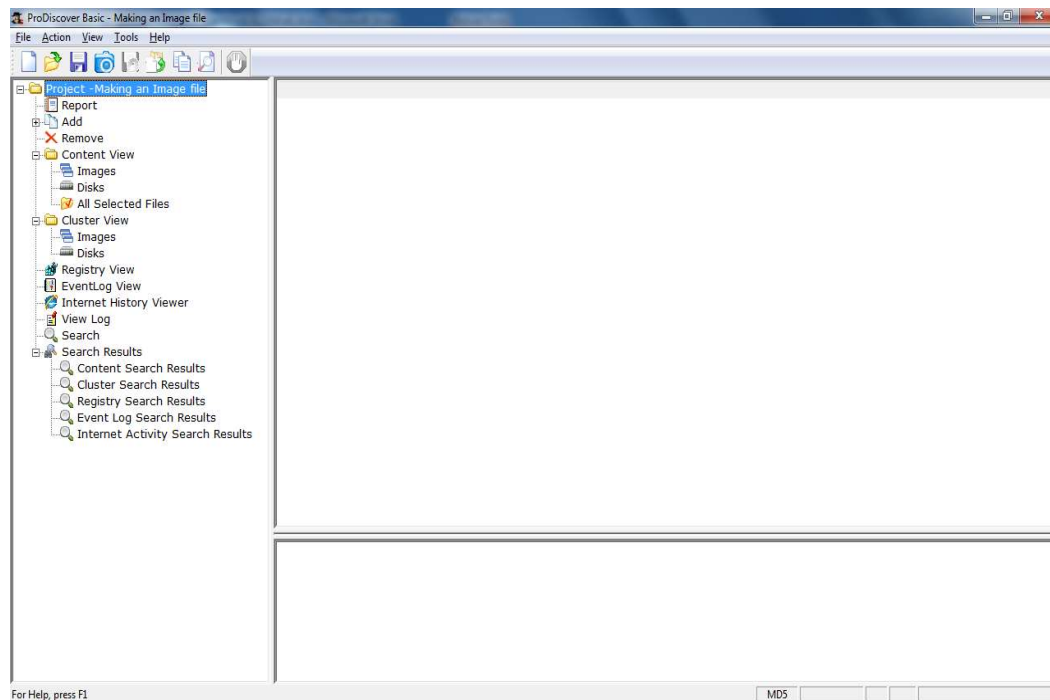 ProDiscover Basic - Making an Image file
File Action View Tools Help
Project -Making an Image file
Report
Add
Remove
Content View
Images
Disks
All Selected Files
Cluster View
Images
Disks
Registry View
EventLog View
Internet History Viewer
View Log
Search
Search Results
Content Search Results
Cluster Search Results
Registry Search Results
Event Log Search Results
Internet Activity Search Results
For Help, press F1
MD5